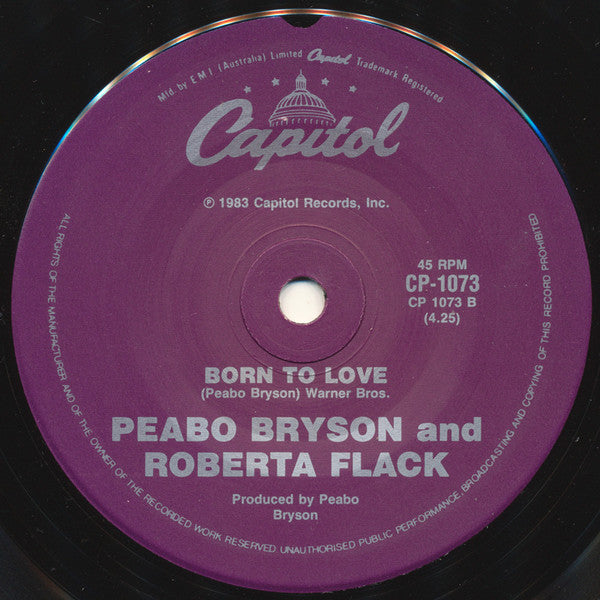 Mfd. by E M I (Australia) Limited Capitol Trademark Registered
Capitol
℗ 1983 Capitol Records, Inc.
45 RPM
CP-1073
CP 1073 B
(4.25)
BORN TO LOVE
(Peabo Bryson) Warner Bros.
PEABO BRYSON and
ROBERTA FLACK
Produced by Peabo
Bryson
ALL RIGHTS OF THE MANUFACTURER AND OF THE OWNER OF THE RECORDED WORK RESERVED UNAUTHORISED PUBLIC PERFORMANCE, BROADCASTING AND COPYING OF THIS RECORD PROHIBITED